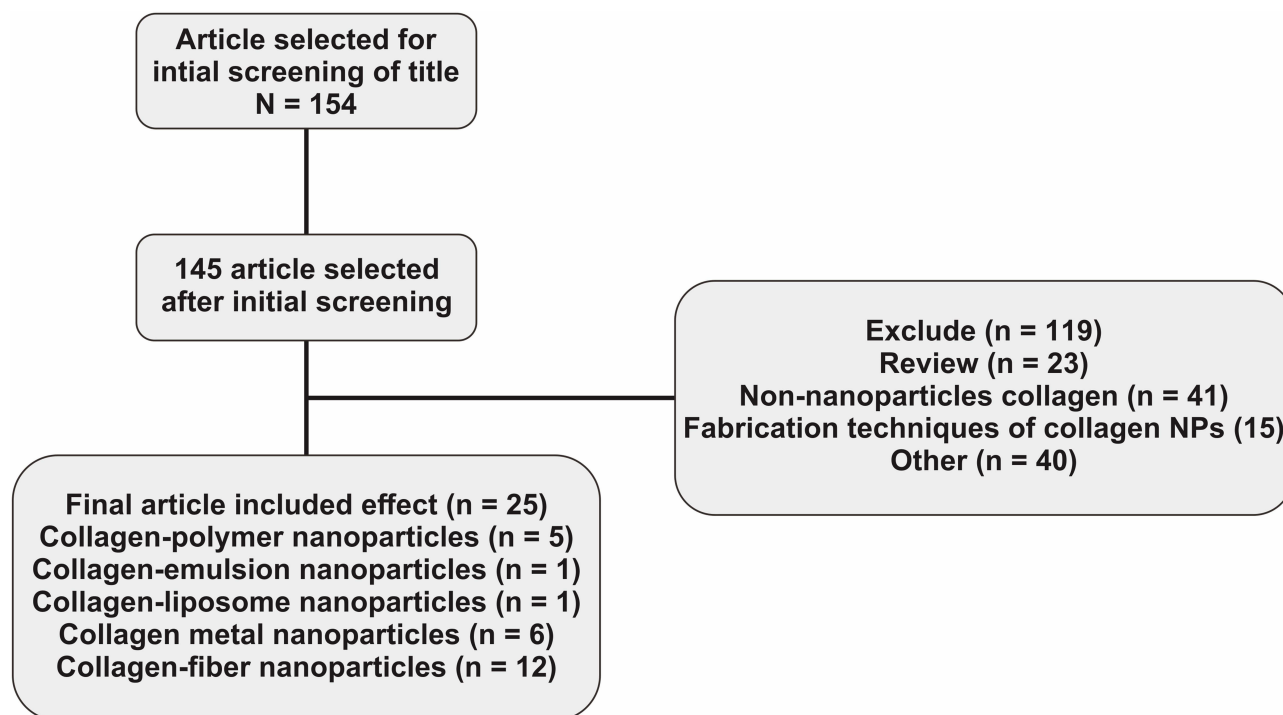 Article selected for
intial screening of title
N = 154
145 article selected
after initial screening
Exclude (n = 119)
Review (n = 23)
Non-nanoparticles collagen (n = 41)
Fabrication techniques of collagen NPs (15)
Other (n = 40)
Final article included effect (n = 25)
Collagen-polymer nanoparticles (n = 5)
Collagen-emulsion nanoparticles (n = 1)
Collagen-liposome nanoparticles (n = 1)
Collagen metal nanoparticles (n = 6)
Collagen-fiber nanoparticles (n = 12)